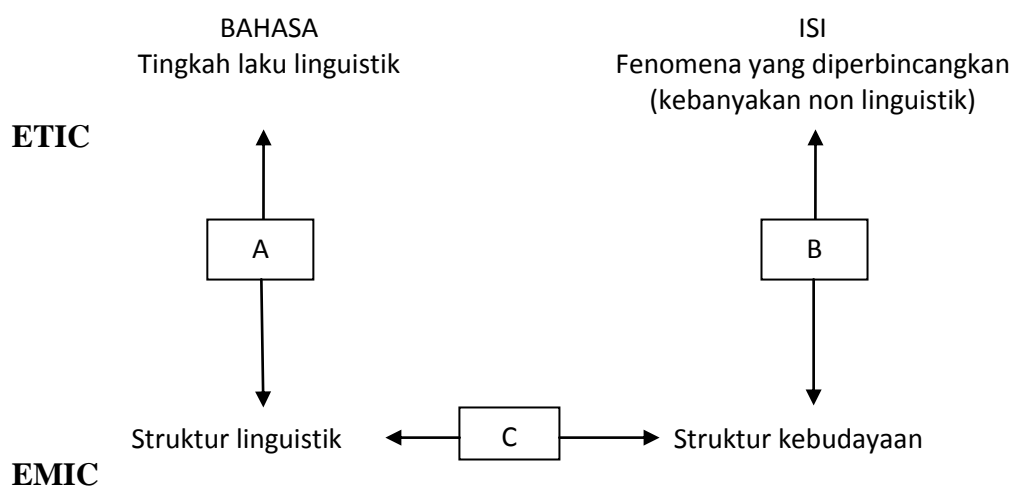 BAHASA
Tingkah laku linguistik
ISI
Fenomena yang diperbincangkan
(kebanyakan non linguistik)
ETIC
A
B
Struktur linguistik
C
Struktur kebudayaan
EMIC